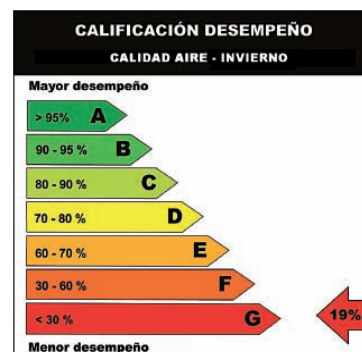 CALIFICACIÓN DESEMPEÑO
CALIDAD AIRE - INVIERNO
Mayor desempeño
> 95% A
90 - 95 % B
80 - 90 % C
70 - 80 % D
60 - 70 % E
30 - 60 % F
< 30 % G 19%
Menor desempeño